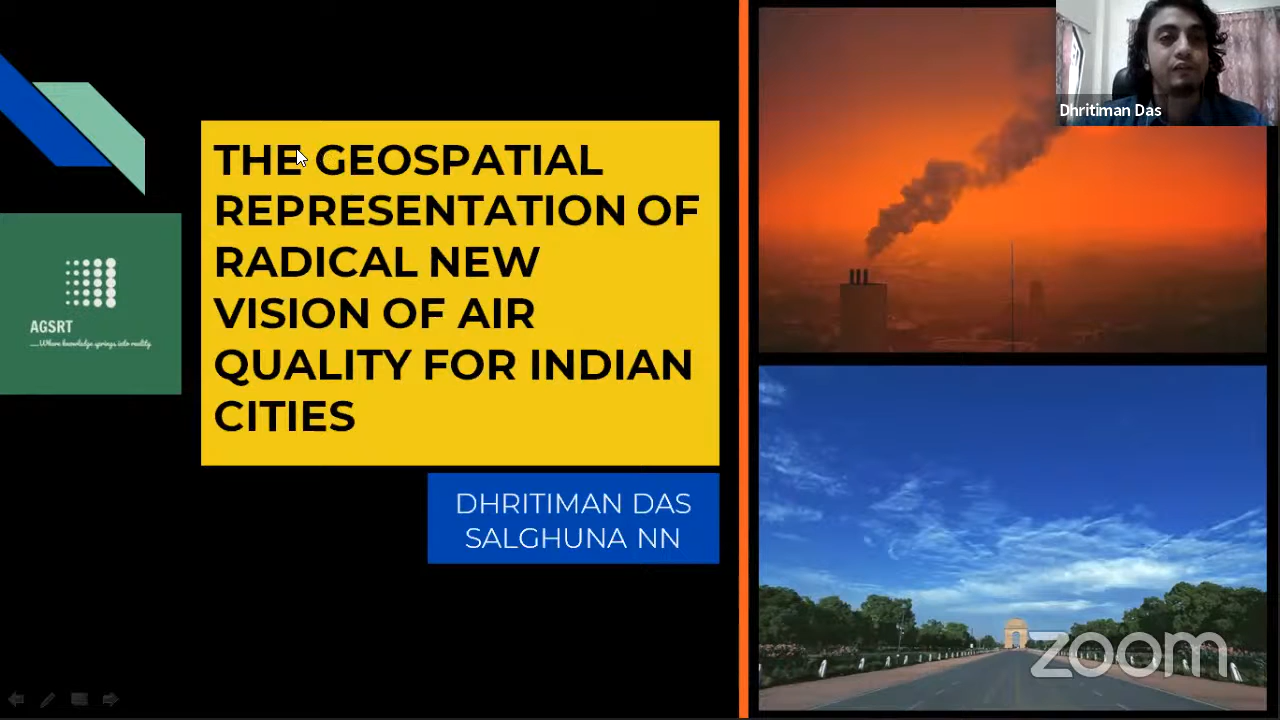 Dhritiman Das
THE GEOSPATIAL
REPRESENTATION OF
RADICAL NEW
VISION OF AIR
QUALITY FOR INDIAN
CITIES
AGSRT
....Where knowledge springs into reality
DHRITIMAN DAS
SALGHUNA NN
zoom